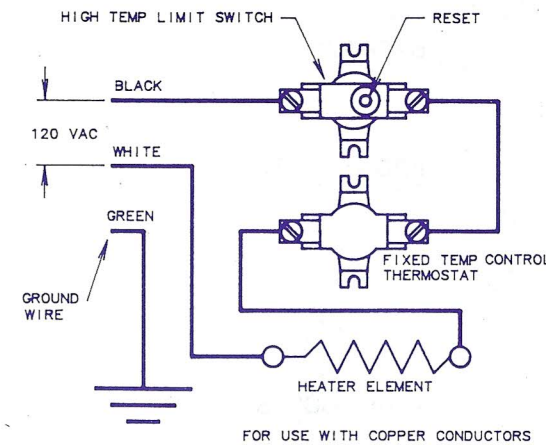 HIGH TEMP LIMIT SWITCH
RESET
BLACK
120 VAC
WHITE
GREEN
FIXED TEMP CONTROL
THERMOSTAT
GROUND
WIRE
HEATER ELEMENT
FOR USE WITH COPPER CONDUCTORS